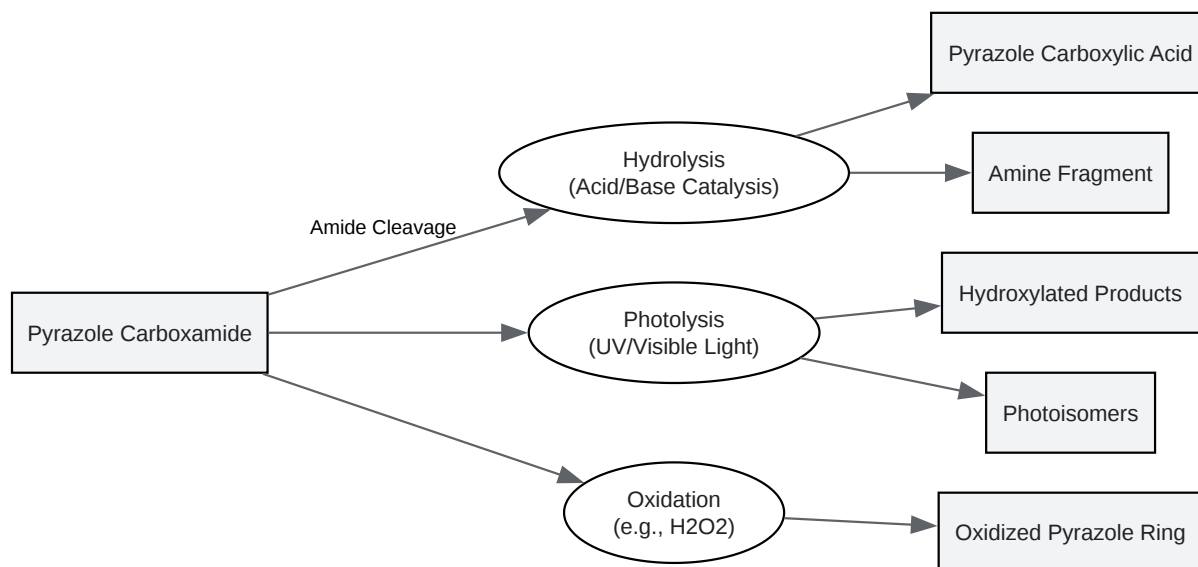 Pyrazole Carboxylic Acid
Hydrolysis
(Acid/Base Catalysis)
Amine Fragment
Amide Cleavage
Hydroxylated Products
Pyrazole Carboxamide
Photolysis
(UV/Visible Light)
Photoisomers
Oxidation
(e.g., H2O2)
Oxidized Pyrazole Ring